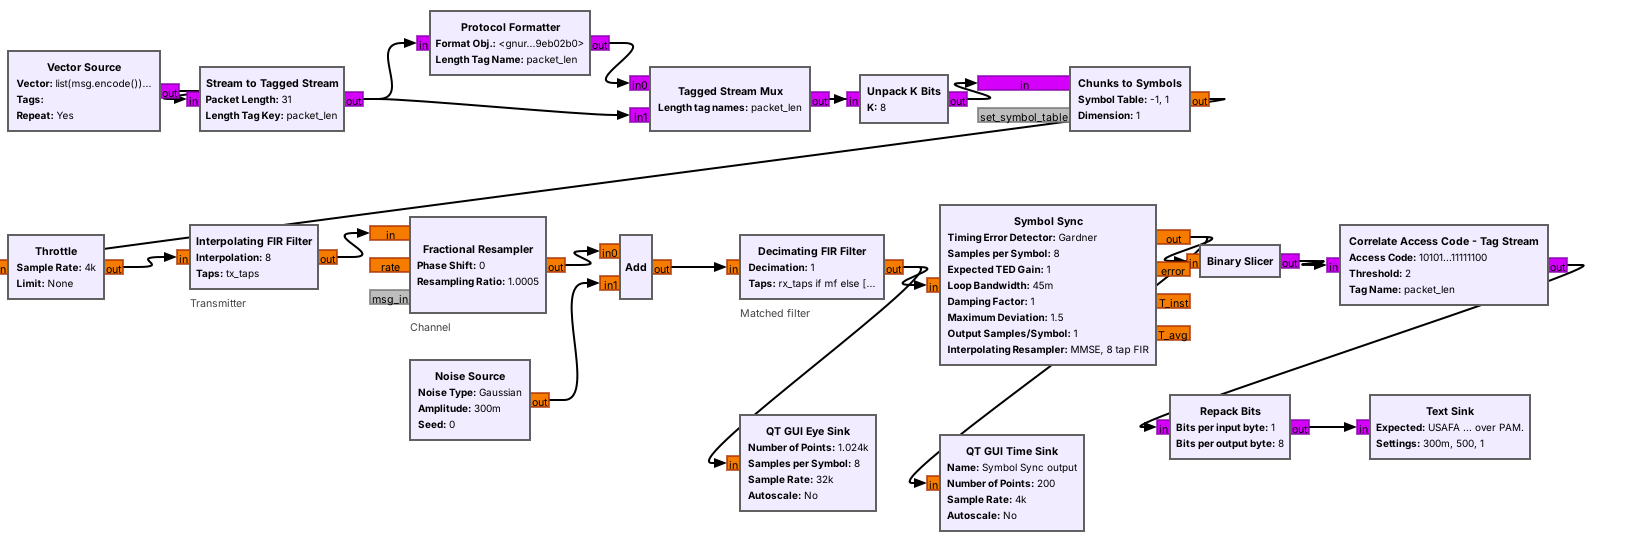 Vector Source
Vector: list(msg.encode())...
Tags:
Repeat: Yes
out
in
Stream to Tagged Stream
Packet Length: 31
Length Tag Key: packet_len
out
in
Protocol Formatter
Format Obj.: <gnur...9eb02b0>
Length Tag Name: packet_len
out
in0
in1
Tagged Stream Mux
Length tag names: packet_len
out
in
Unpack K Bits
K: 8
out
in
set_symbol_table
Chunks to Symbols
Symbol Table: -1, 1
Dimension: 1
out
in
Throttle
Sample Rate: 4k
Limit: None
out
in
Interpolating FIR Filter
Interpolation: 8
Taps: tx_taps
out
Transmitter
in
rate
msg_in
Fractional Resampler
Phase Shift: 0
Resampling Ratio: 1.0005
out
Channel
Noise Source
Noise Type: Gaussian
Amplitude: 300m
Seed: 0
out
in0
in1
Add
out
in
Decimating FIR Filter
Decimation: 1
Taps: rx_taps if mf else [...
out
Matched filter
in
QT GUI Eye Sink
Number of Points: 1.024k
Samples per Symbol: 8
Sample Rate: 32k
Autoscale: No
in
Symbol Sync
Timing Error Detector: Gardner
Samples per Symbol: 8
Expected TED Gain: 1
Loop Bandwidth: 45m
Damping Factor: 1
Maximum Deviation: 1.5
Output Samples/Symbol: 1
Interpolating Resampler: MMSE, 8 tap FIR
out
error
T_inst
T_avg
in
QT GUI Time Sink
Name: Symbol Sync output
Number of Points: 200
Sample Rate: 4k
Autoscale: No
in
Binary Slicer
out
in
Correlate Access Code - Tag Stream
Access Code: 10101...11111100
Threshold: 2
Tag Name: packet_len
out
in
Repack Bits
Bits per input byte: 1
Bits per output byte: 8
out
in
Text Sink
Expected: USAFA ... over PAM.
Settings: 300m, 500, 1